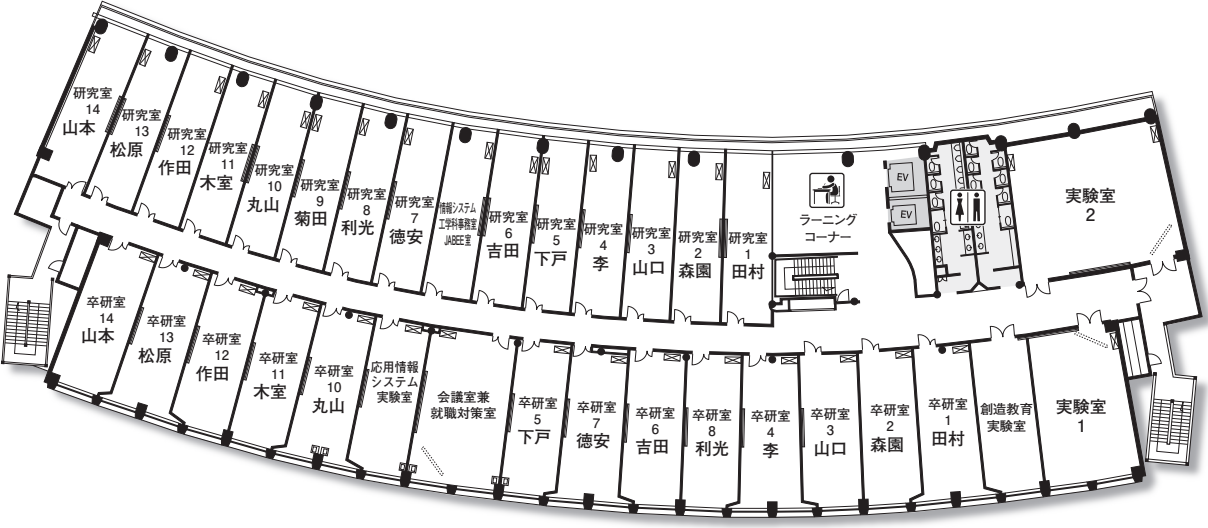 研究室
14
山本
研究室
13
松原
研究室
12
作田
研究室
11
木室
研究室
10
丸山
研究室
9
菊田
研究室
8
利光
研究室
7
徳安
情報システム
工学科事務室
JABEE室
研究室
6
吉田
研究室
5
下戸
研究室
4
李
研究室
3
山口
研究室
2
森園
研究室
1
田村
ラーニング
コーナー
EV
EV
実験室
2
卒研室
14
山本
卒研室
13
松原
卒研室
12
作田
卒研室
11
木室
卒研室
10
丸山
応用情報
システム
実験室
会議室兼
就職対策室
卒研室
5
下戸
卒研室
7
徳安
卒研室
6
吉田
卒研室
8
利光
卒研室
4
李
卒研室
3
山口
卒研室
2
森園
卒研室
1
田村
創造教育
実験室
実験室
1